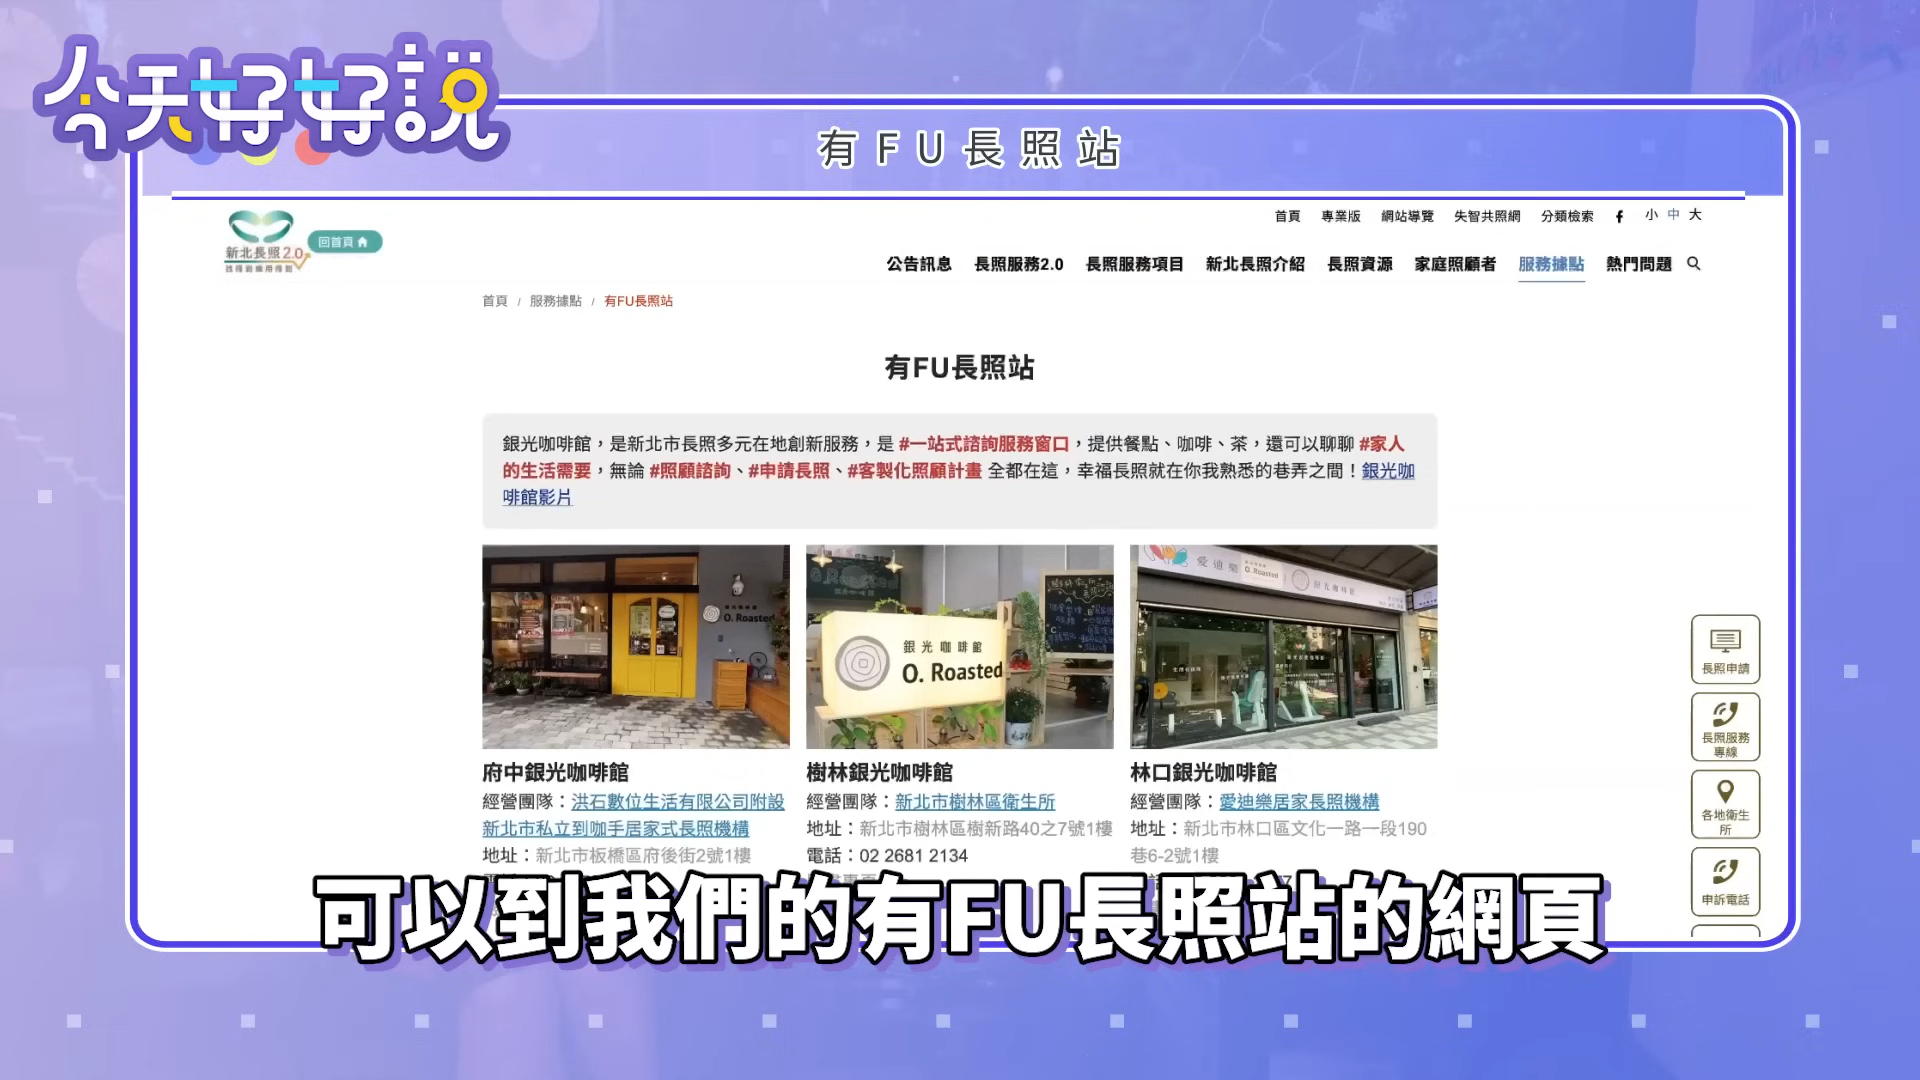 今天好好說
有FU長照站
新北長照2.0
找得到 用得到
回首頁
首頁 專業版 網站導覽 失智共照網 分類檢索 小 中 大
公告訊息 長照服務2.0 長照服務項目 新北長照介紹 長照資源 家庭照顧者 服務據點 熱門問題
首頁 / 服務據點 / 有FU長照站
有FU長照站
銀光咖啡館，是新北市長照多元在地創新服務，是 #一站式諮詢服務窗口，提供餐點、咖啡、茶，還可以聊聊 #家人
的生活需要，無論 #照顧諮詢、#申請長照、#客製化照顧計畫 全都在這，幸福長照就在你我熟悉的巷弄之間！銀光咖
啡館影片
O. Roasted
銀光咖啡館
O. Roasted
愛迪樂 O. Roasted 銀光咖啡館
府中銀光咖啡館 樹林銀光咖啡館 林口銀光咖啡館
經營團隊：洪石數位生活有限公司附設
新北市私立到咖手居家式長照機構
地址：新北市板橋區府後街2號1樓
經營團隊：新北市樹林區衛生所
地址：新北市樹林區樹新路40之7號1樓
電話：02 2681 2134
經營團隊：愛迪樂居家長照機構
地址：新北市林口區文化一路一段190
巷6-2號1樓
長照申請
長照服務
專線
各地衛生
所
申訴電話
可以到我們的有FU長照站的網頁